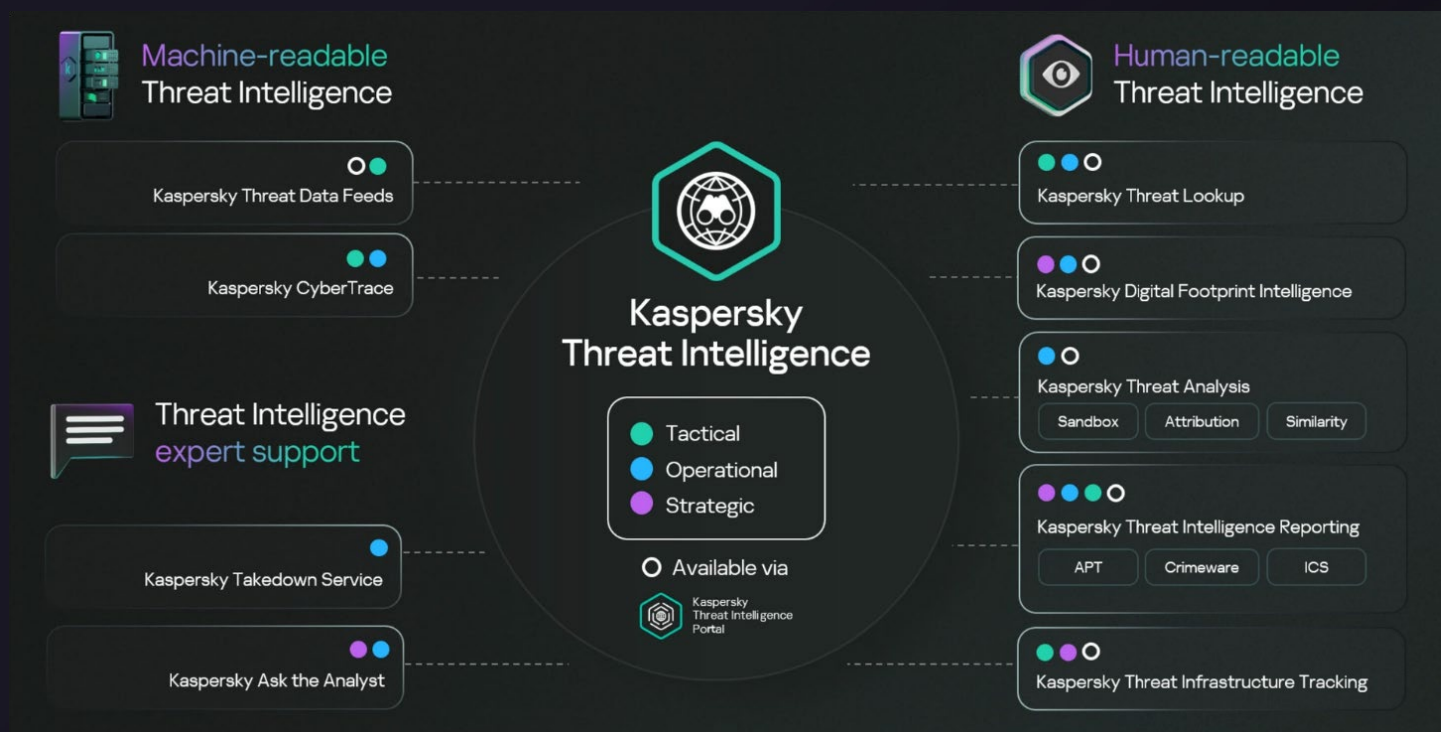 Machine-readable
Threat Intelligence
Kaspersky Threat Data Feeds
Kaspersky CyberTrace
Threat Intelligence
expert support
Kaspersky Takedown Service
Kaspersky Ask the Analyst
Kaspersky
Threat Intelligence
Tactical
Operational
Strategic
Available via
Kaspersky
Threat Intelligence
Portal
Human-readable
Threat Intelligence
Kaspersky Threat Lookup
Kaspersky Digital Footprint Intelligence
Kaspersky Threat Analysis
Sandbox Attribution Similarity
Kaspersky Threat Intelligence Reporting
APT Crimeware ICS
Kaspersky Threat Infrastructure Tracking